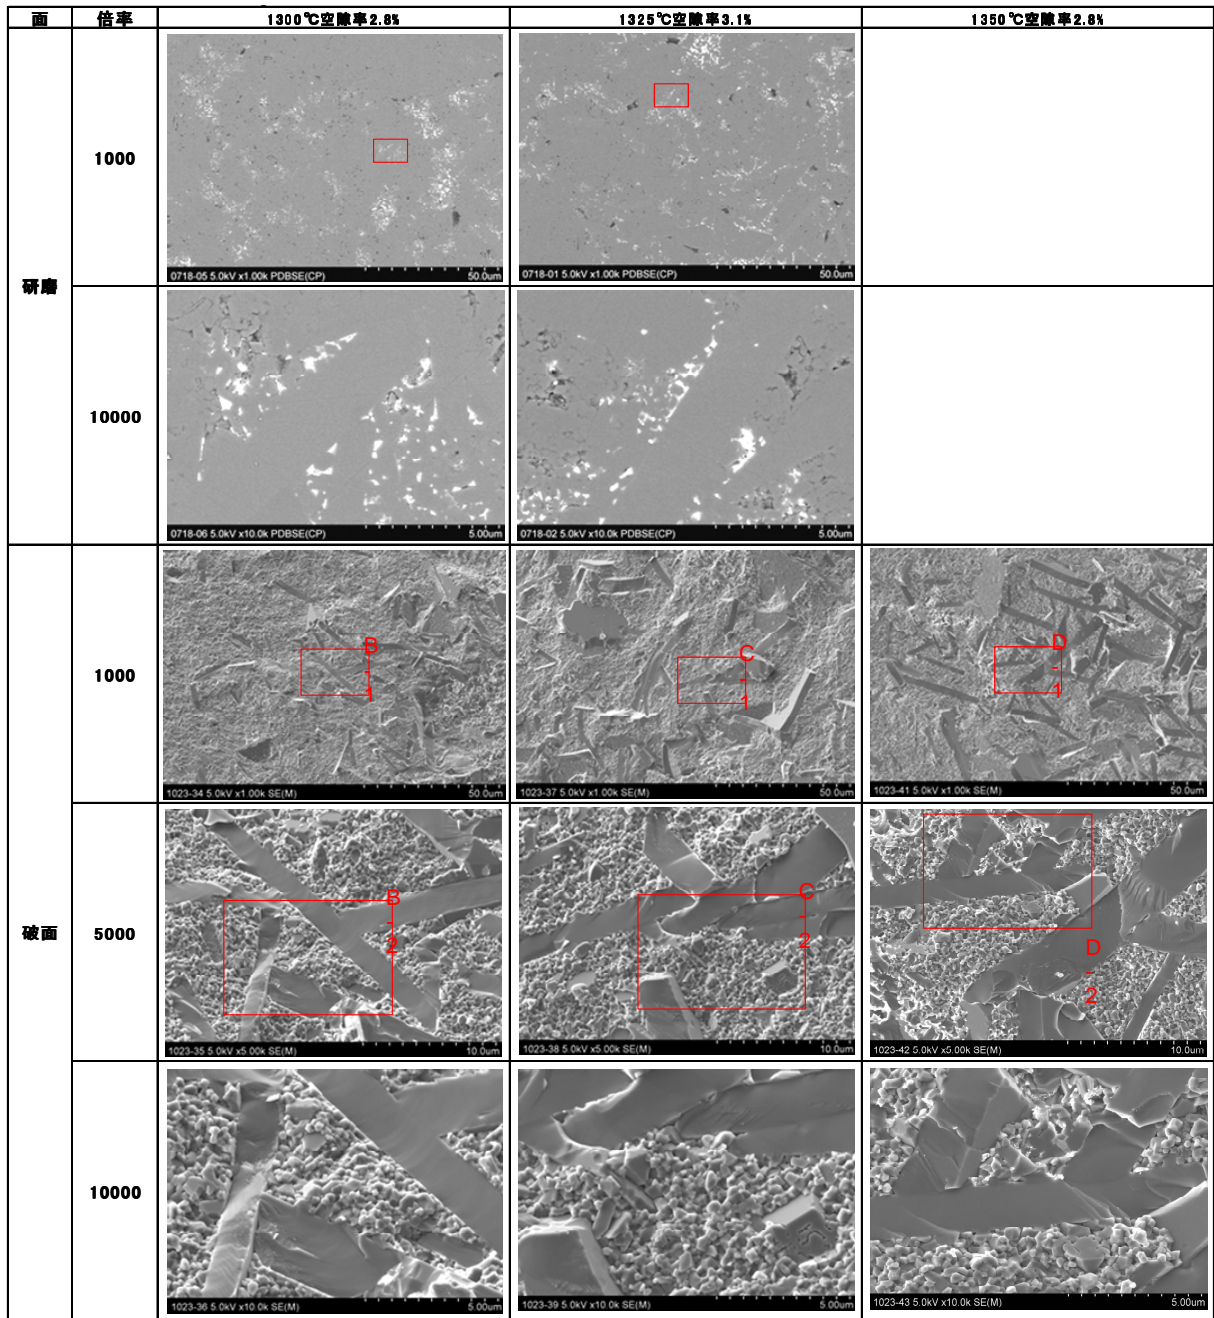 面 倍率 1300℃空隙率2.8% 1325℃空隙率3.1% 1350℃空隙率2.8%
研磨
1000
0718-05 5.0kV x1.00k PDBSE(CP) 50.0um
0718-01 5.0kV x1.00k PDBSE(CP) 50.0um
10000
0718-06 5.0kV x10.0k PDBSE(CP) 5.00um
0718-02 5.0kV x10.0k PDBSE(CP) 5.00um
破面
1000
B-1
1023-34 5.0kV x1.00k SE(M) 50.0um
C-1
1023-37 5.0kV x1.00k SE(M) 50.0um
D-1
1023-41 5.0kV x1.00k SE(M) 50.0um
5000
B-2
1023-35 5.0kV x5.00k SE(M) 10.0um
C-2
1023-38 5.0kV x5.00k SE(M) 10.0um
D-2
1023-42 5.0kV x5.00k SE(M) 10.0um
10000
1023-36 5.0kV x10.0k SE(M) 5.00um
1023-39 5.0kV x10.0k SE(M) 5.00um
1023-43 5.0kV x10.0k SE(M) 5.00um